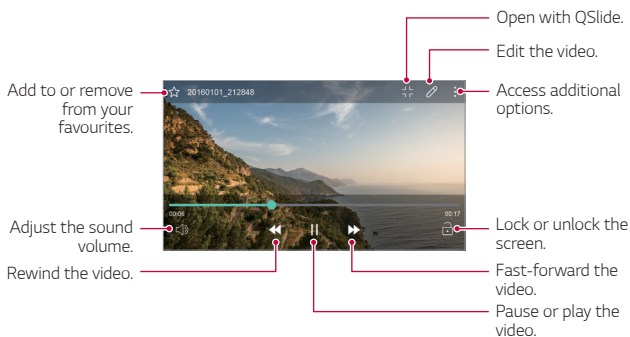 Open with QSlide.
Edit the video.
Add to or remove
from your
favourites.
20160101_212848
Access additional
options.
00:06
00:17
Adjust the sound
volume.
Lock or unlock the
screen.
Rewind the video.
Fast-forward the
video.
Pause or play the
video.